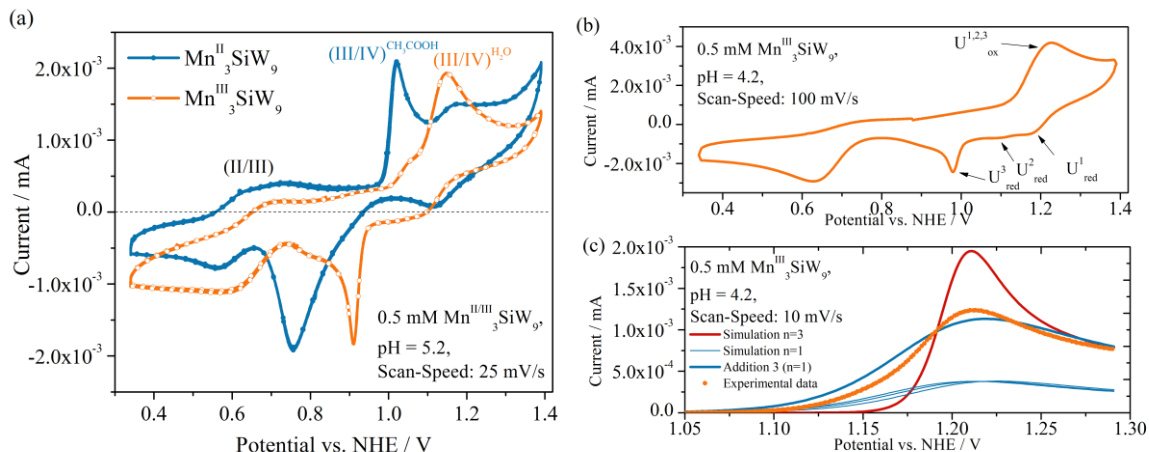 (a)
(III/IV)^CH₃COOH
(III/IV)^H₂O
Mn^II_3SiW_9
Mn^III_3SiW_9
(II/III)
0.5 mM Mn^II/III_3SiW_9,
pH = 5.2,
Scan-Speed: 25 mV/s
2.0x10^-3
1.0x10^-3
0.0
-1.0x10^-3
-2.0x10^-3
Current / mA
0.4 0.6 0.8 1.0 1.2 1.4
Potential vs. NHE / V
(b)
0.5 mM Mn^III_3SiW_9,
pH = 4.2,
Scan-Speed: 100 mV/s
U^1,2,3_ox
U^3_red
U^2_red
U^1_red
4.0x10^-3
2.0x10^-3
0.0
-2.0x10^-3
Current / mA
0.4 0.6 0.8 1.0 1.2 1.4
Potential vs. NHE / V
(c)
0.5 mM Mn^III_3SiW_9,
pH = 4.2,
Scan-Speed: 10 mV/s
Simulation n=3
Simulation n=1
Addition 3 (n=1)
Experimental data
2.0x10^-3
1.5x10^-3
1.0x10^-3
5.0x10^-4
0.0
Current / mA
1.05 1.10 1.15 1.20 1.25 1.30
Potential vs. NHE / V